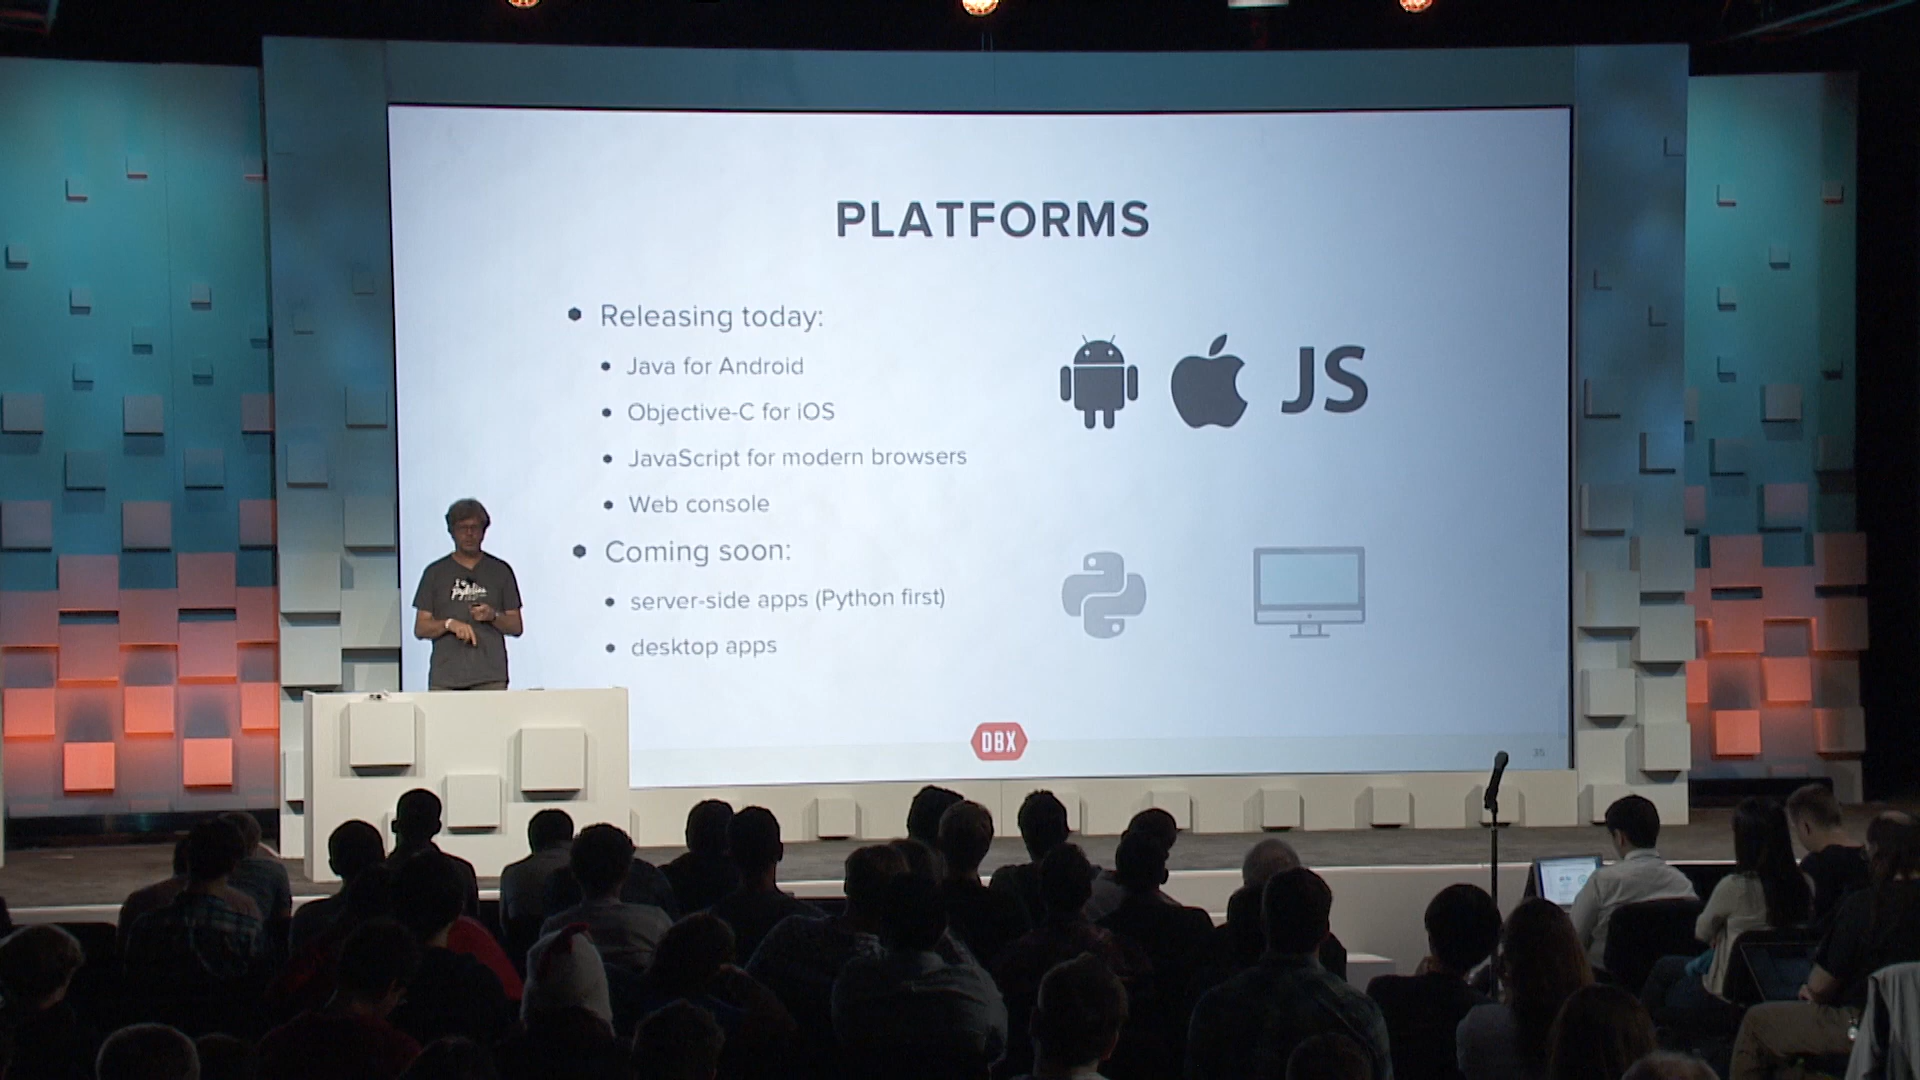 PLATFORMS
Releasing today:
Java for Android
Objective-C for iOS
JavaScript for modern browsers
Web console
Coming soon:
server-side apps (Python first)
desktop apps
JS
DBX
35